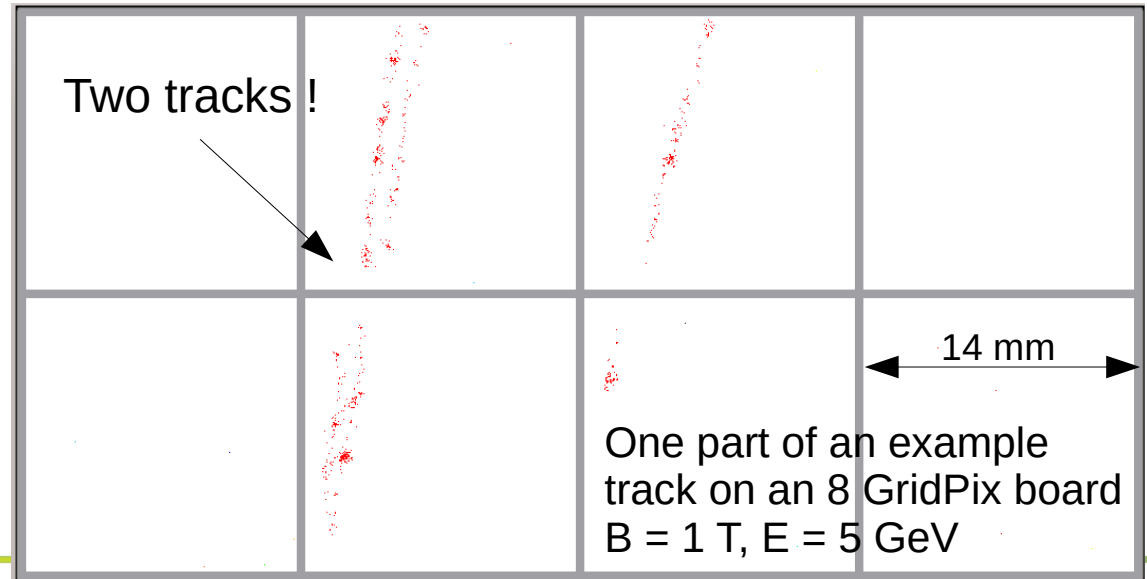 Two tracks !
14 mm
One part of an example
track on an 8 GridPix board
B = 1 T, E = 5 GeV